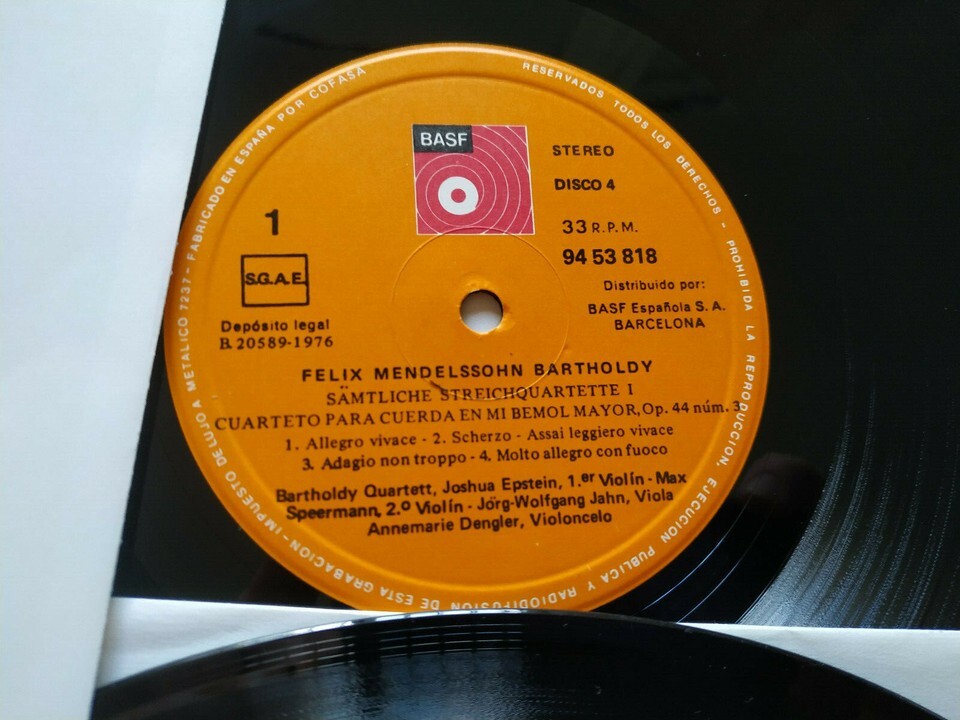 RESERVADOS TODOS LOS DERECHOS - PROHIBIDA LA REPRODUCCION, EJECUCION PUBLICA Y RADIODIFUSION DE ESTA GRABACION - IMPUESTO DE LUJO A METALICO 7237 - FABRICADO EN ESPAÑA POR COFASA
BASF
STEREO
DISCO 4
1
33 R.P.M.
94 53 818
S.G.A.E.
Distribuido por:
BASF Española S. A.
BARCELONA
Depósito legal
B. 20589-1976
FELIX MENDELSSOHN BARTHOLDY
SÄMTLICHE STREICHQUARTETTE I
CUARTETO PARA CUERDA EN MI BEMOL MAYOR, Op. 44 núm. 3
1. Allegro vivace - 2. Scherzo - Assai leggiero vivace
3. Adagio non troppo - 4. Molto allegro con fuoco
Bartholdy Quartett, Joshua Epstein, 1.er Violín - Max
Speermann, 2.º Violín - Jörg-Wolfgang Jahn, Viola
Annemarie Dengler, Violoncelo